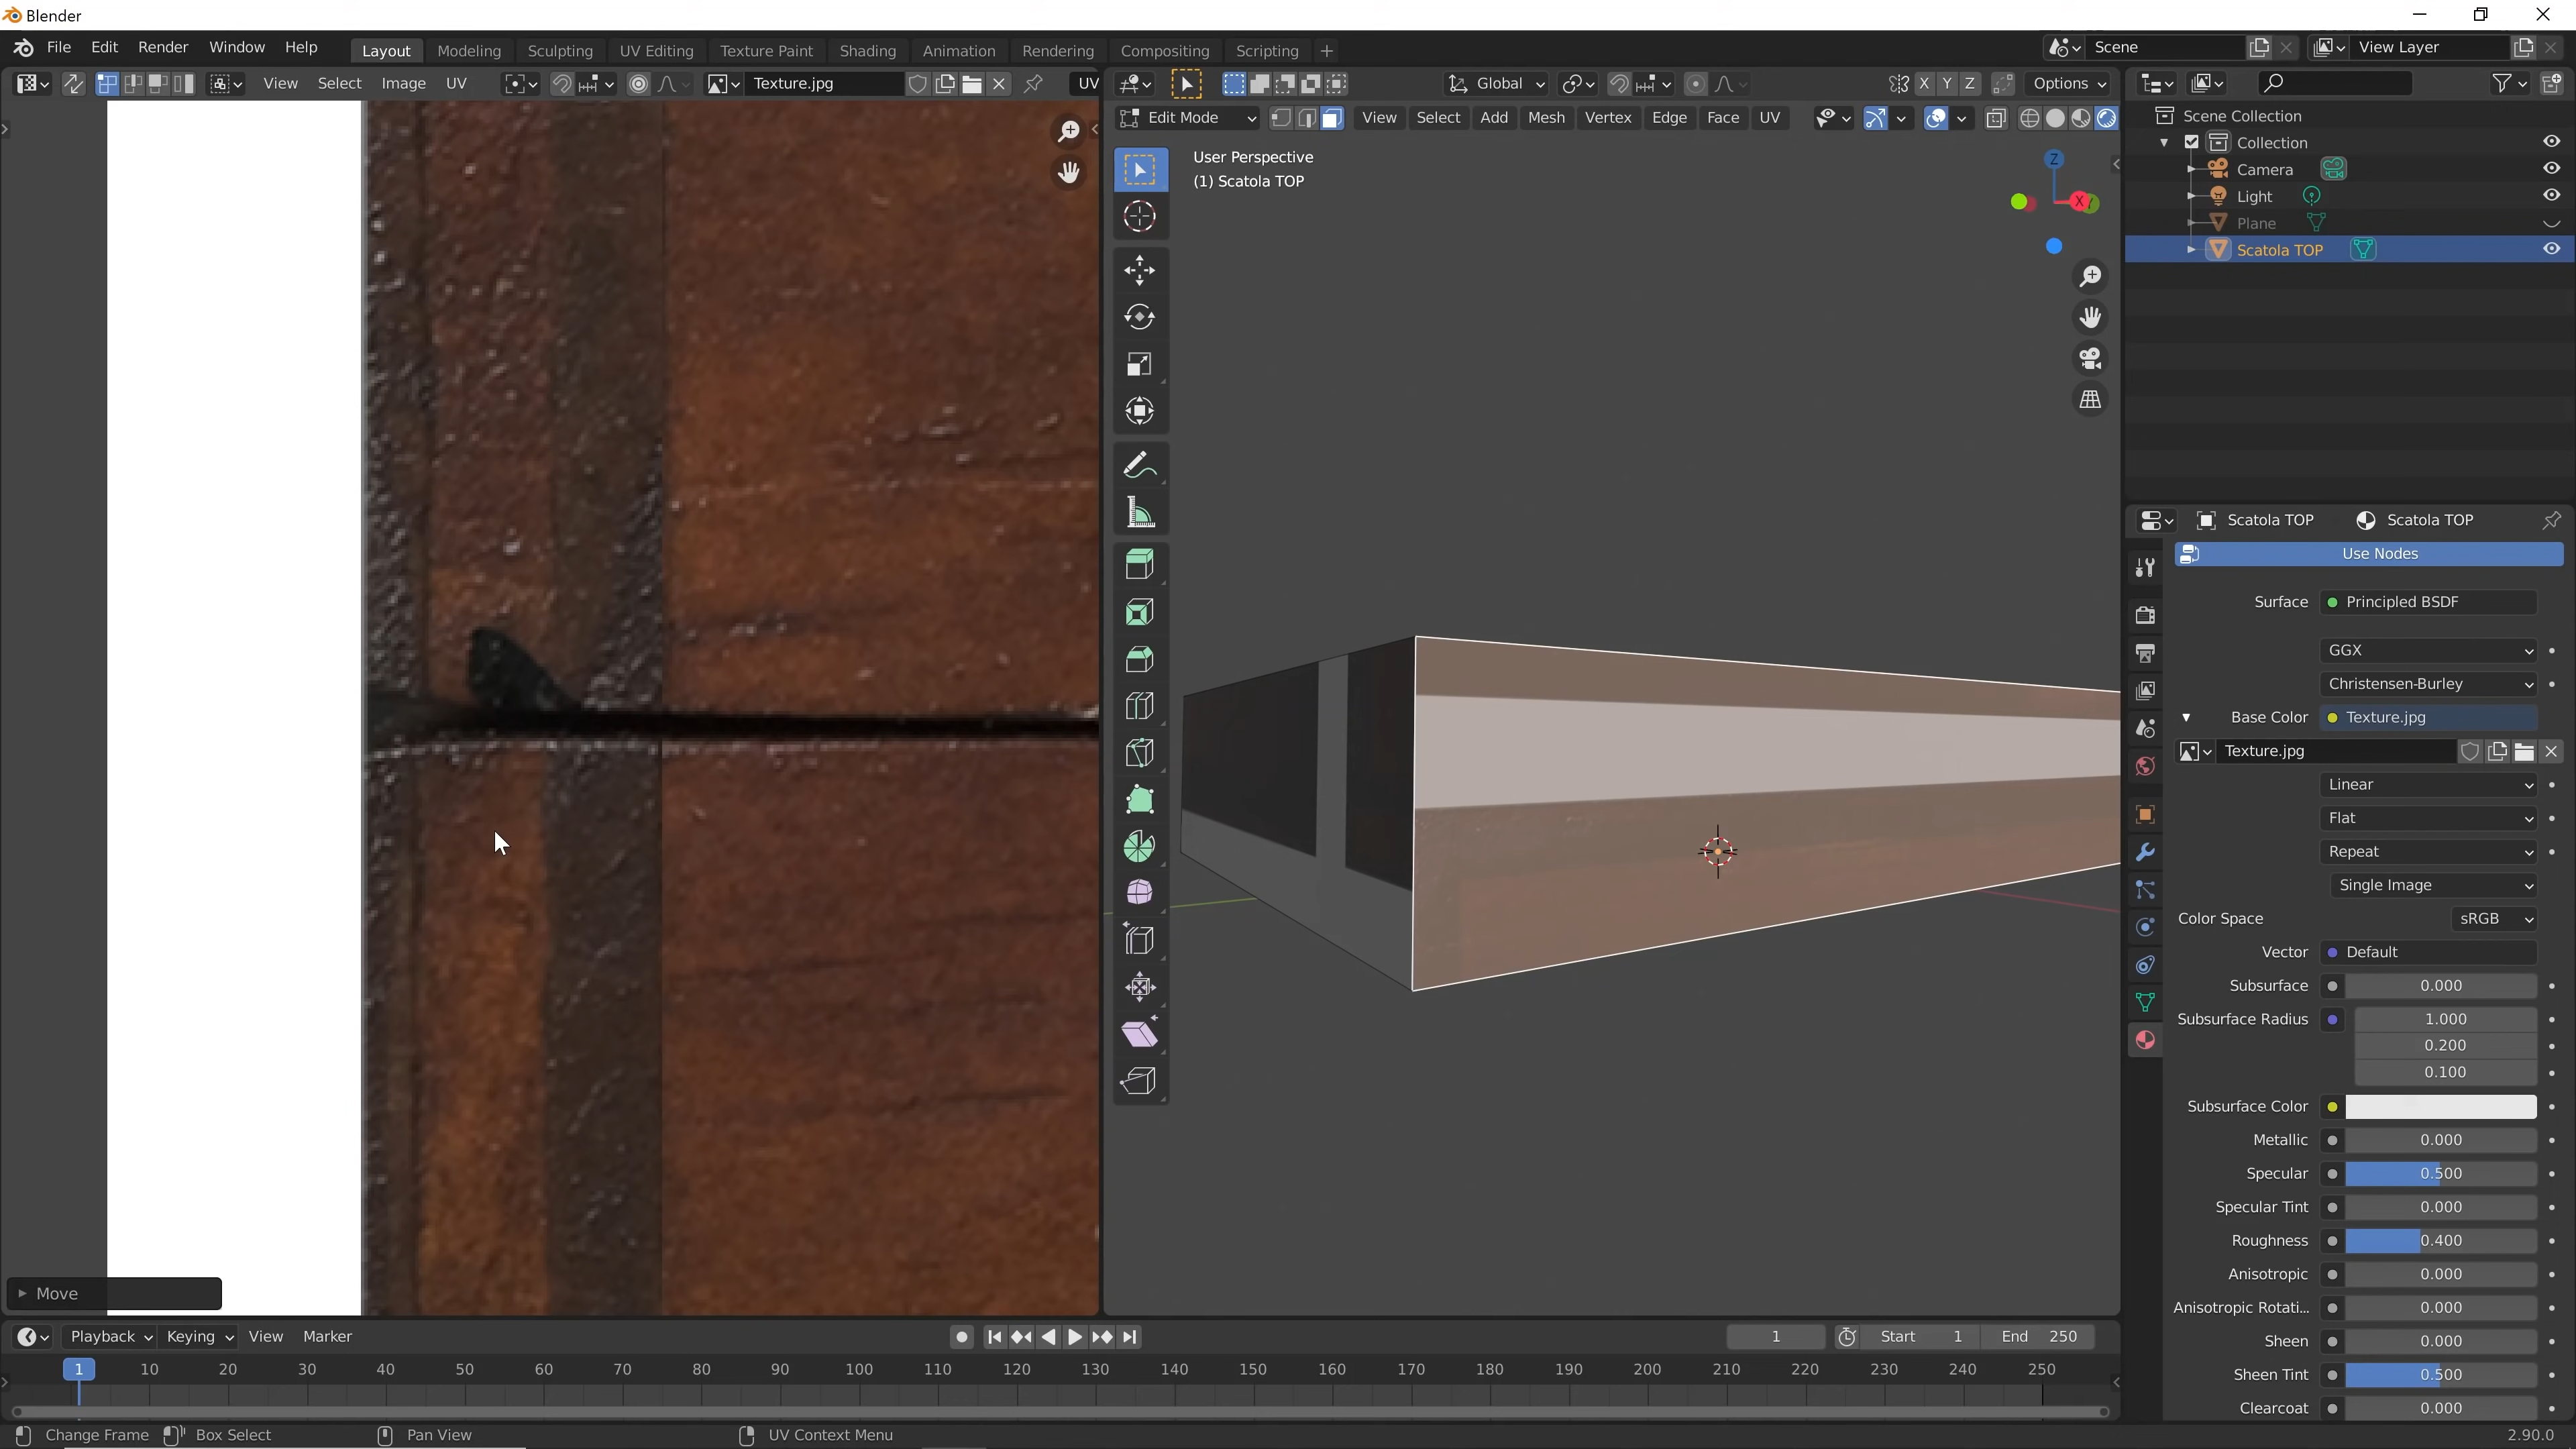 Blender
File Edit Render Window Help Layout Modeling Sculpting UV Editing Texture Paint Shading Animation Rendering Compositing Scripting + Scene View Layer
View Select Image UV Texture.jpg UV Global X Y Z Options
Edit Mode View Select Add Mesh Vertex Edge Face UV
User Perspective
(1) Scatola TOP
Z
X Y
Scene Collection
Collection
Camera
Light
Plane
Scatola TOP
Scatola TOP Scatola TOP
Use Nodes
Surface Principled BSDF
GGX
Christensen-Burley
Base Color Texture.jpg
Texture.jpg
Linear
Flat
Repeat
Single Image
Color Space sRGB
Vector Default
Subsurface 0.000
Subsurface Radius 1.000
0.200
0.100
Subsurface Color
Metallic 0.000
Specular 0.500
Specular Tint 0.000
Roughness 0.400
Anisotropic 0.000
Anisotropic Rotati... 0.000
Sheen 0.000
Sheen Tint 0.500
Clearcoat 0.000
Move
Playback Keying View Marker 1 Start 1 End 250
1 10 20 30 40 50 60 70 80 90 100 110 120 130 140 150 160 170 180 190 200 210 220 230 240 250
Change Frame Box Select Pan View UV Context Menu 2.90.0